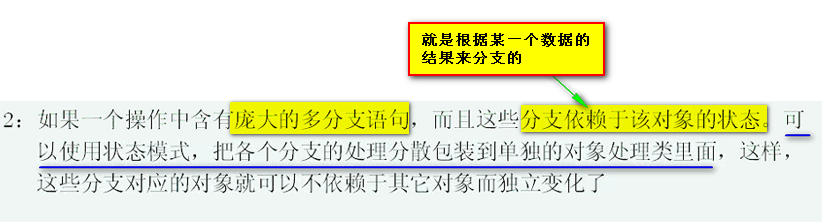 就是根据某一个数据的
结果来分支的
2：如果一个操作中含有庞大的多分支语句，而且这些分支依赖于该对象的状态。可
以使用状态模式，把各个分支的处理分散包装到单独的对象处理类里面，这样，
这些分支对应的对象就可以不依赖于其它对象而独立变化了